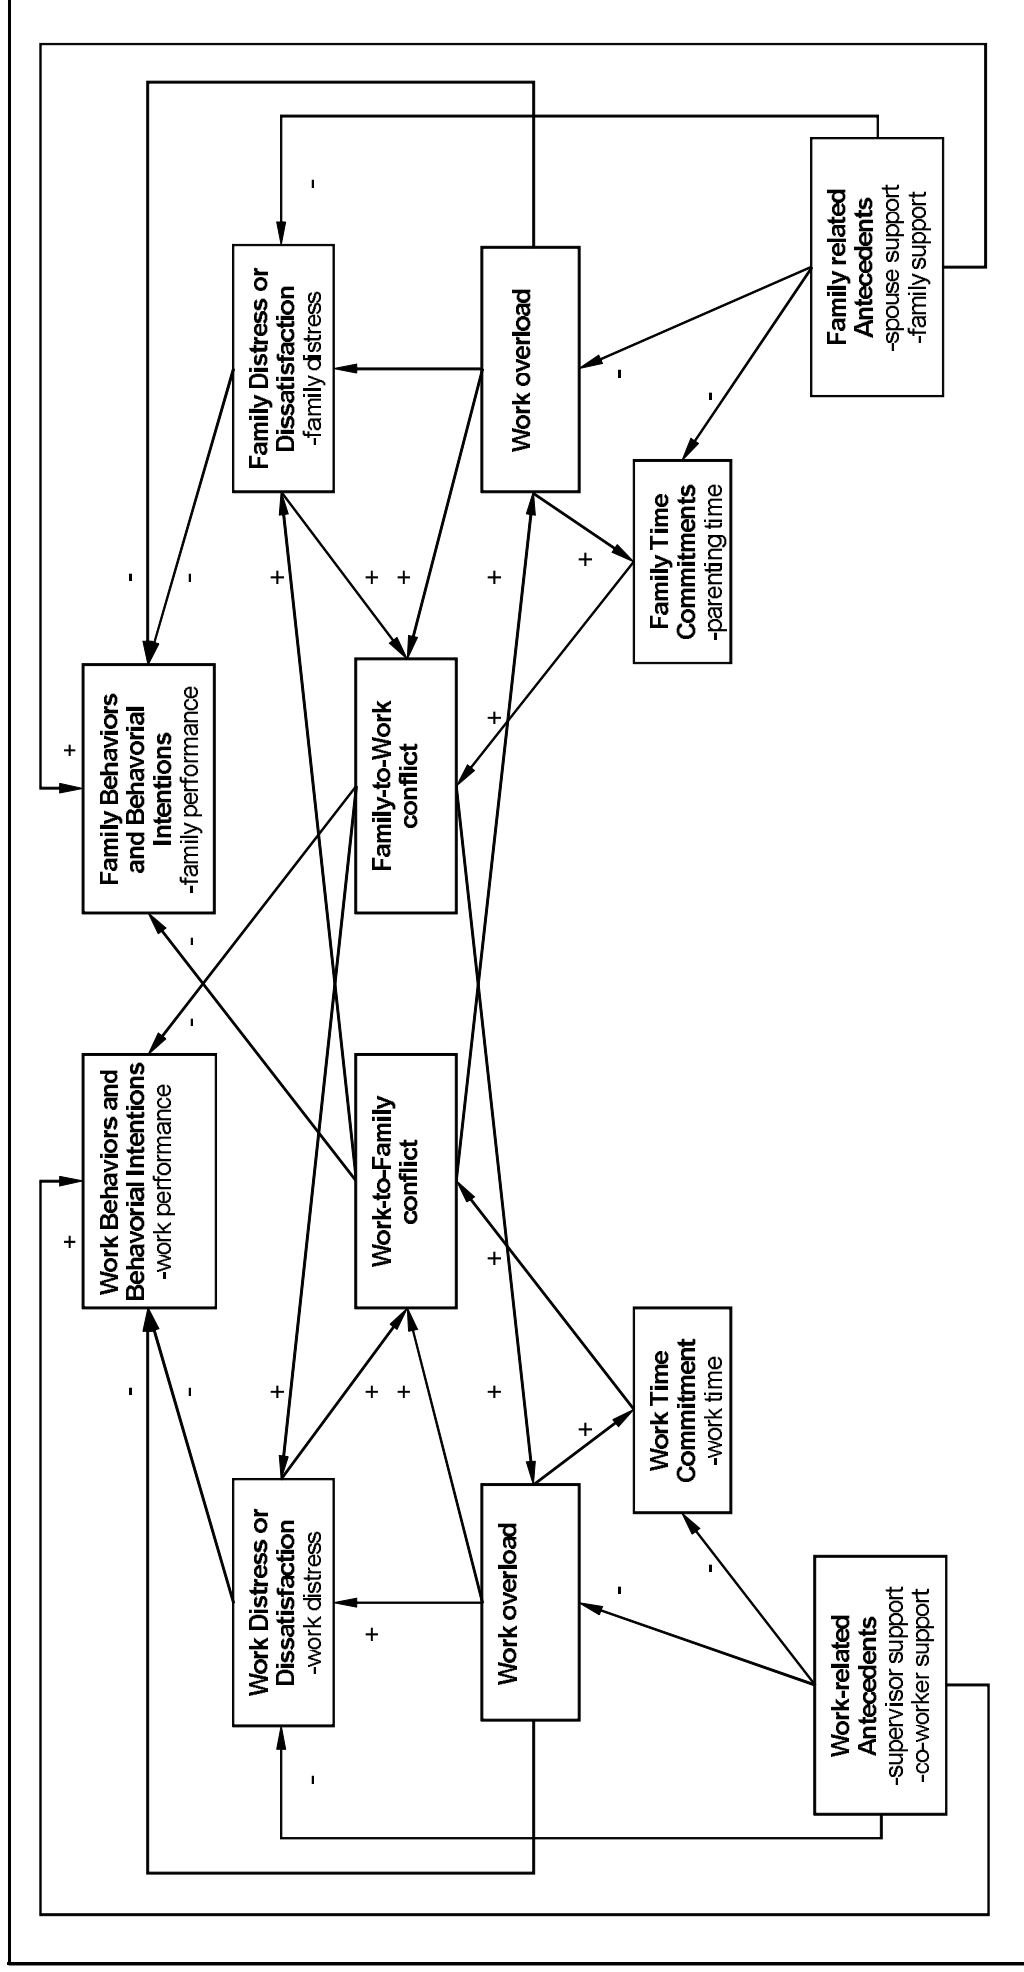 +
+
Work Behaviors and
Behavorial Intentions
-work performance
Family Behaviors
and Behavorial
Intentions
-family performance
-
-
-
-
-
-
Work Distress or
Dissatisfaction
-work distress
Family Distress or
Dissatisfaction
-family distress
+
+
-
-
+
+
+
+
+
Work-to-Family
conflict
Family-to-Work
conflict
+
+
+
+
Work overload
Work overload
+
+
-
-
Work Time
Commitment
-work time
Family Time
Commitments
-parenting time
-
-
Work-related
Antecedents
-supervisor support
-co-worker support
Family related
Antecedents
-spouse support
-family support